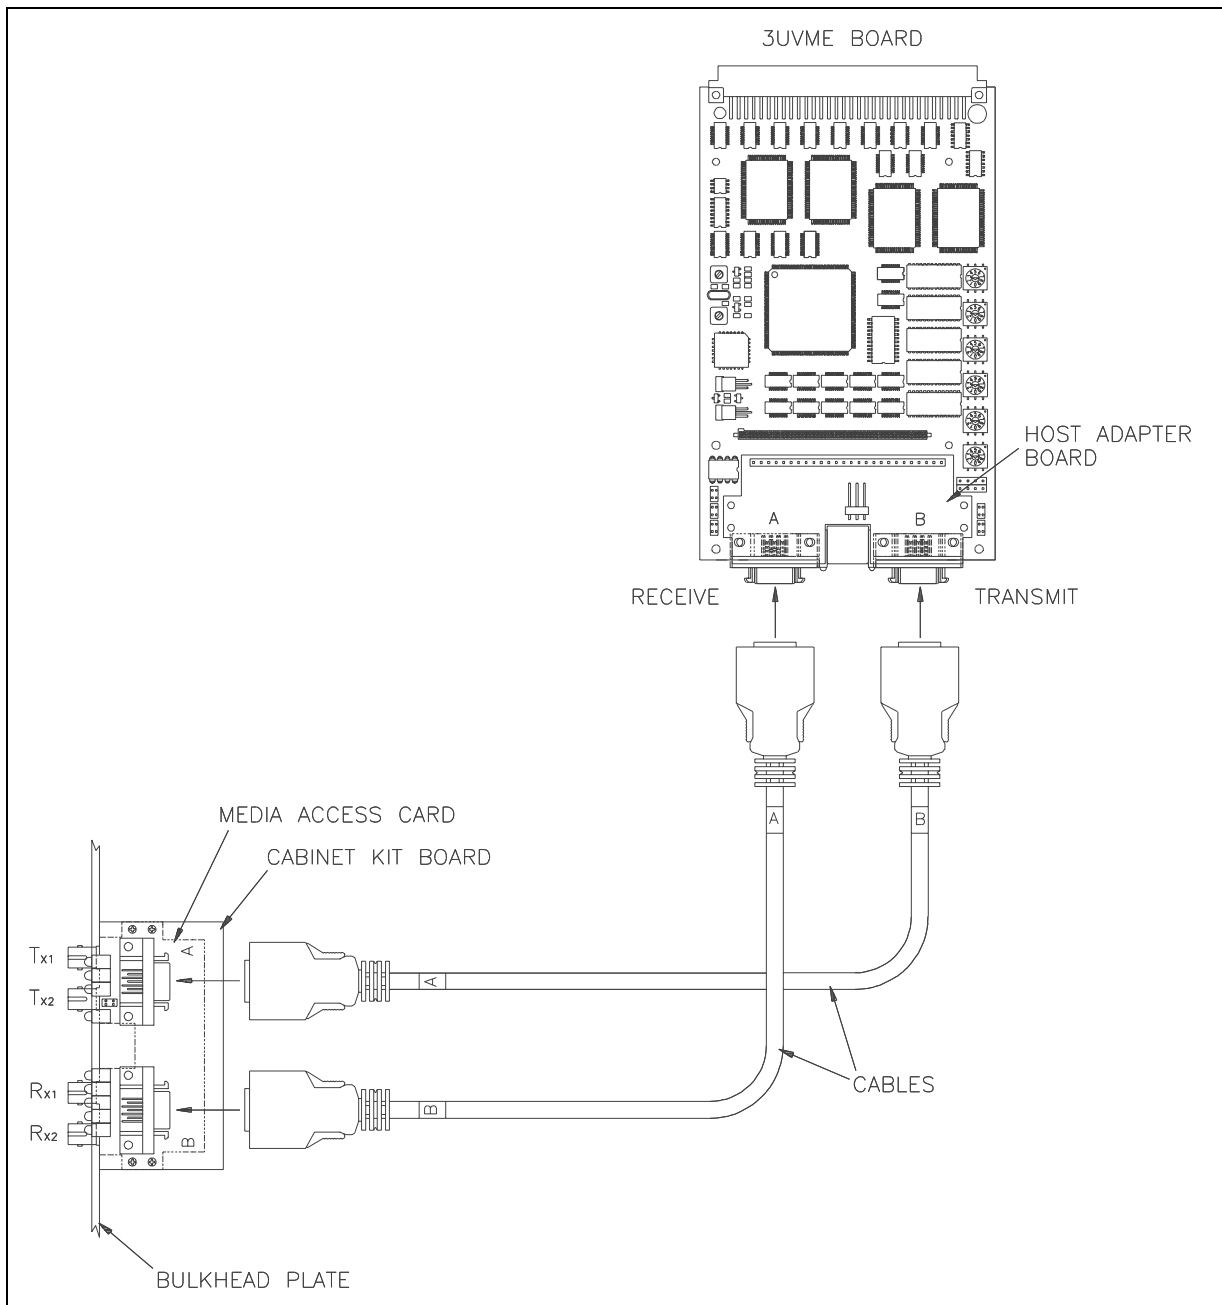 3UVME BOARD
HOST ADAPTER
BOARD
A
B
RECEIVE
TRANSMIT
A
B
MEDIA ACCESS CARD
CABINET KIT BOARD
Tx1
Tx2
A
A
Rx1
Rx2
B
B
CABLES
BULKHEAD PLATE